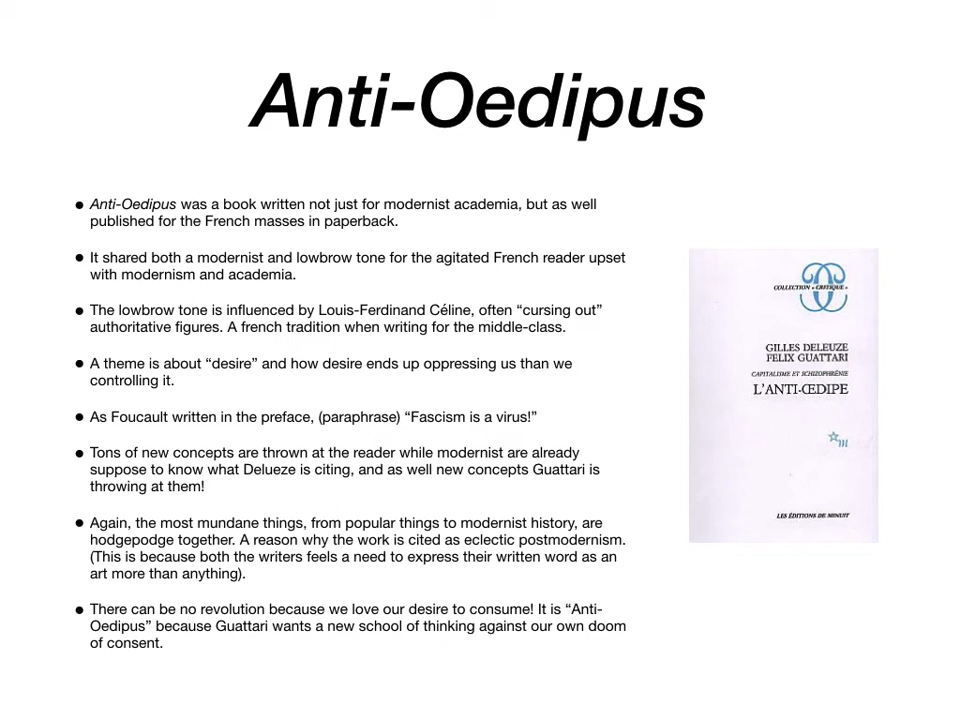 Anti-Oedipus
• Anti-Oedipus was a book written not just for modernist academia, but as well
published for the French masses in paperback.
• It shared both a modernist and lowbrow tone for the agitated French reader upset
with modernism and academia.
• The lowbrow tone is influenced by Louis-Ferdinand Céline, often “cursing out”
authoritative figures. A french tradition when writing for the middle-class.
• A theme is about “desire” and how desire ends up oppressing us than we
controlling it.
• As Foucault written in the preface, (paraphrase) “Fascism is a virus!”
• Tons of new concepts are thrown at the reader while modernist are already
suppose to know what Delueze is citing, and as well new concepts Guattari is
throwing at them!
• Again, the most mundane things, from popular things to modernist history, are
hodgepodge together. A reason why the work is cited as eclectic postmodernism.
(This is because both the writers feels a need to express their written word as an
art more than anything).
• There can be no revolution because we love our desire to consume! It is “Anti-
Oedipus” because Guattari wants a new school of thinking against our own doom
of consent.
COLLECTION « CRITIQUE »
GILLES DELEUZE
FELIX GUATTARI
CAPITALISME ET SCHIZOPHRÉNIE
L'ANTI-ŒDIPE
m
LES ÉDITIONS DE MINUIT